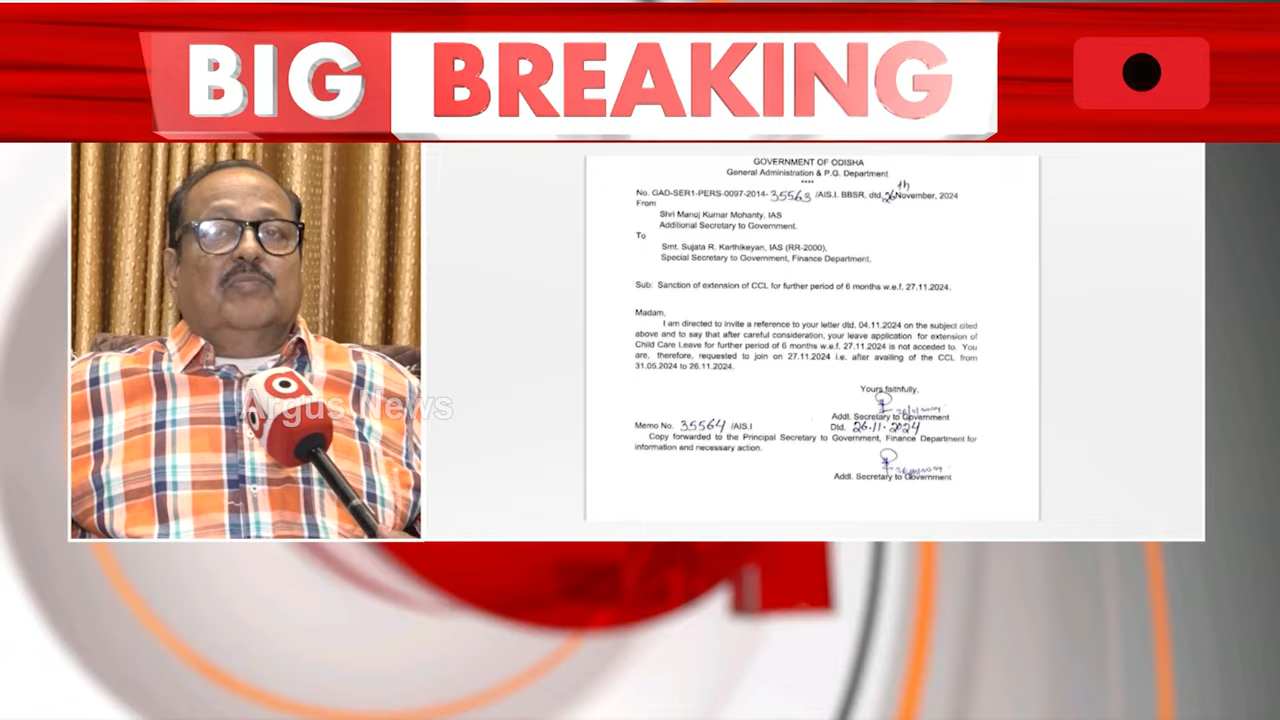 BIG BREAKING
GOVERNMENT OF ODISHA
General Administration & P.G. Department
****
No. GAD-SER1-PERS-0097-2014-35563 /AIS.I. BBSR, dtd. 26th November, 2024
From
Shri Manoj Kumar Mohanty, IAS
Additional Secretary to Government.
To
Smt. Sujata R. Karthikeyan, IAS (RR-2000),
Special Secretary to Government, Finance Department.
Sub: Sanction of extension of CCL for further period of 6 months w.e.f. 27.11.2024.
Madam,
I am directed to invite a reference to your letter dtd. 04.11.2024 on the subject cited
above and to say that after careful consideration, your leave application for extension of
Child Care Leave for further period of 6 months w.e.f. 27.11.2024 is not acceded to. You
are, therefore, requested to join on 27.11.2024 i.e. after availing of the CCL from
31.05.2024 to 26.11.2024.
Yours faithfully,
26/11/2024
Addl. Secretary to Government
Memo No. 35564 /AIS.I Dtd. 26.11.2024
Copy forwarded to the Principal Secretary to Government, Finance Department for
information and necessary action.
Addl. Secretary to Government
Argus News